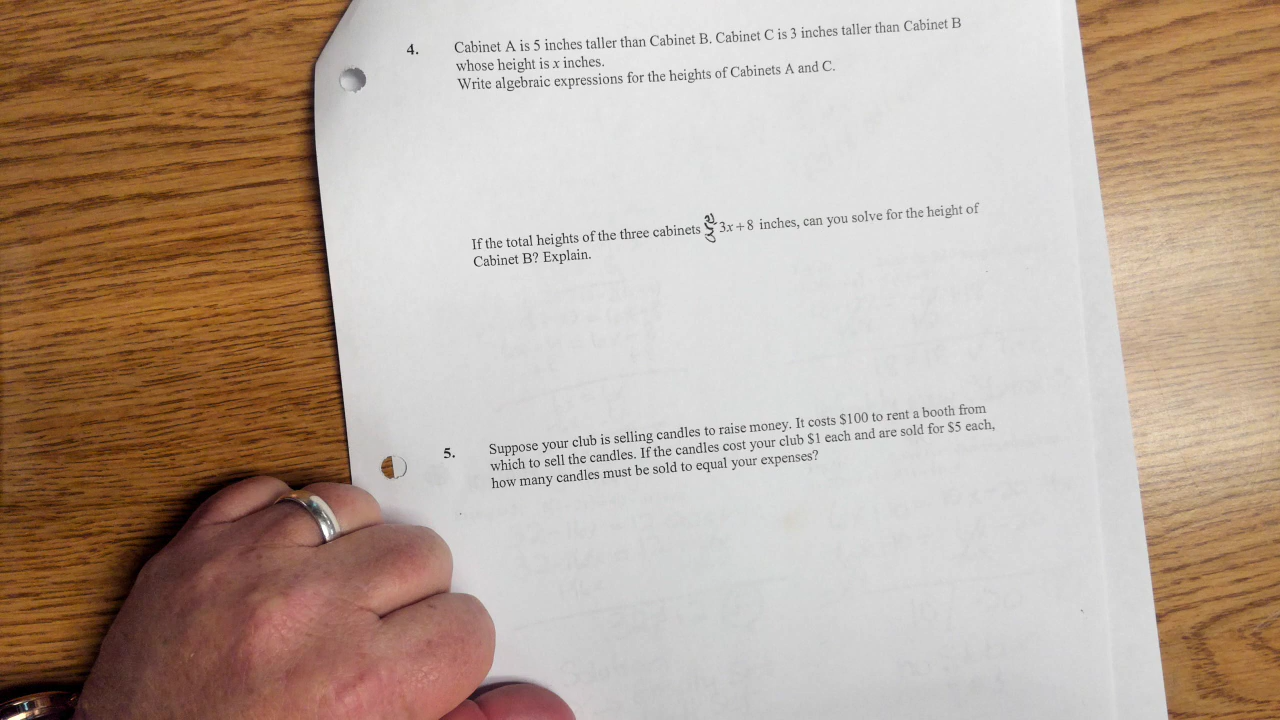 4. Cabinet A is 5 inches taller than Cabinet B. Cabinet C is 3 inches taller than Cabinet B
whose height is x inches.
Write algebraic expressions for the heights of Cabinets A and C.
If the total heights of the three cabinets is 3x + 8 inches, can you solve for the height of
Cabinet B? Explain.
5. Suppose your club is selling candles to raise money. It costs $100 to rent a booth from
which to sell the candles. If the candles cost your club $1 each and are sold for $5 each,
how many candles must be sold to equal your expenses?